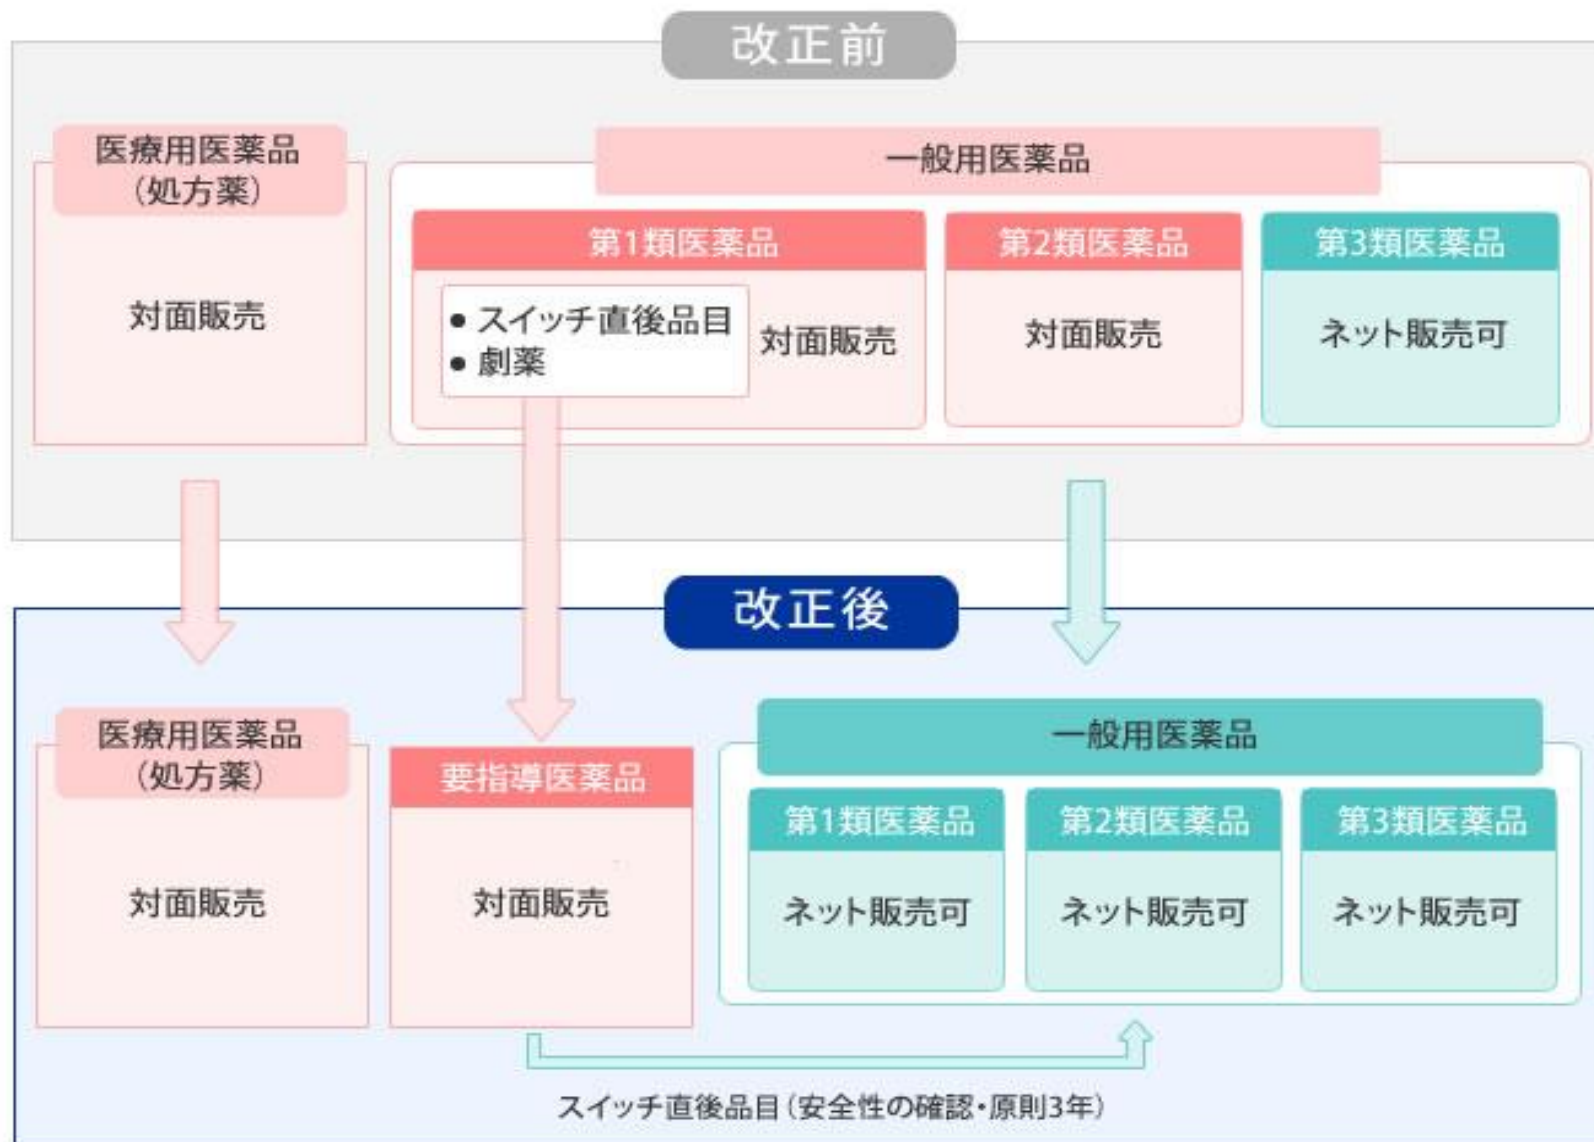 改正前
医療用医薬品
（処方薬）
対面販売
一般用医薬品
第1類医薬品
● スイッチ直後品目
● 劇薬
対面販売
第2類医薬品
対面販売
第3類医薬品
ネット販売可
改正後
医療用医薬品
（処方薬）
対面販売
要指導医薬品
対面販売
一般用医薬品
第1類医薬品
ネット販売可
第2類医薬品
ネット販売可
第3類医薬品
ネット販売可
スイッチ直後品目（安全性の確認・原則3年）